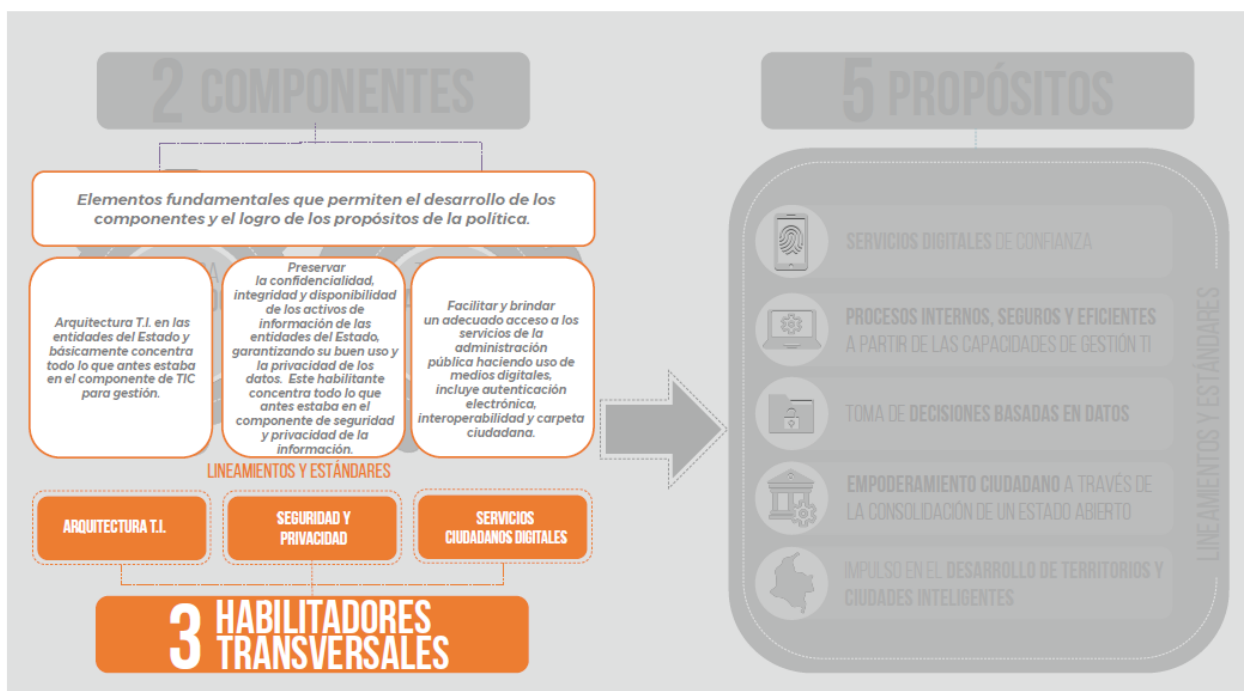 2 COMPONENTES
Elementos fundamentales que permiten el desarrollo de los
componentes y el logro de los propósitos de la política.
Arquitectura T.I. en las
entidades del Estado y
básicamente concentra
todo lo que antes estaba
en el componente de TIC
para gestión.
Preservar
la confidencialidad,
integridad y disponibilidad
de los activos de
información de las
entidades del Estado,
garantizando su buen uso y
la privacidad de los
datos. Este habilitante
concentra todo lo que
antes estaba en el
componente de seguridad
y privacidad de la
información.
Facilitar y brindar
un adecuado acceso a los
servicios de la
administración
pública haciendo uso de
medios digitales,
incluye autenticación
electrónica,
interoperabilidad y carpeta
ciudadana.
LINEAMIENTOS Y ESTÁNDARES
ARQUITECTURA T.I.
SEGURIDAD Y
PRIVACIDAD
SERVICIOS
CIUDADANOS DIGITALES
3 HABILITADORES
TRANSVERSALES
5 PROPÓSITOS
SERVICIOS DIGITALES DE CONFIANZA
PROCESOS INTERNOS, SEGUROS Y EFICIENTES
A PARTIR DE LAS CAPACIDADES DE GESTIÓN TI
TOMA DE DECISIONES BASADAS EN DATOS
EMPODERAMIENTO CIUDADANO A TRAVÉS DE
LA CONSOLIDACIÓN DE UN ESTADO ABIERTO
IMPULSO EN EL DESARROLLO DE TERRITORIOS Y
CIUDADES INTELIGENTES
LINEAMIENTOS Y ESTÁNDARES